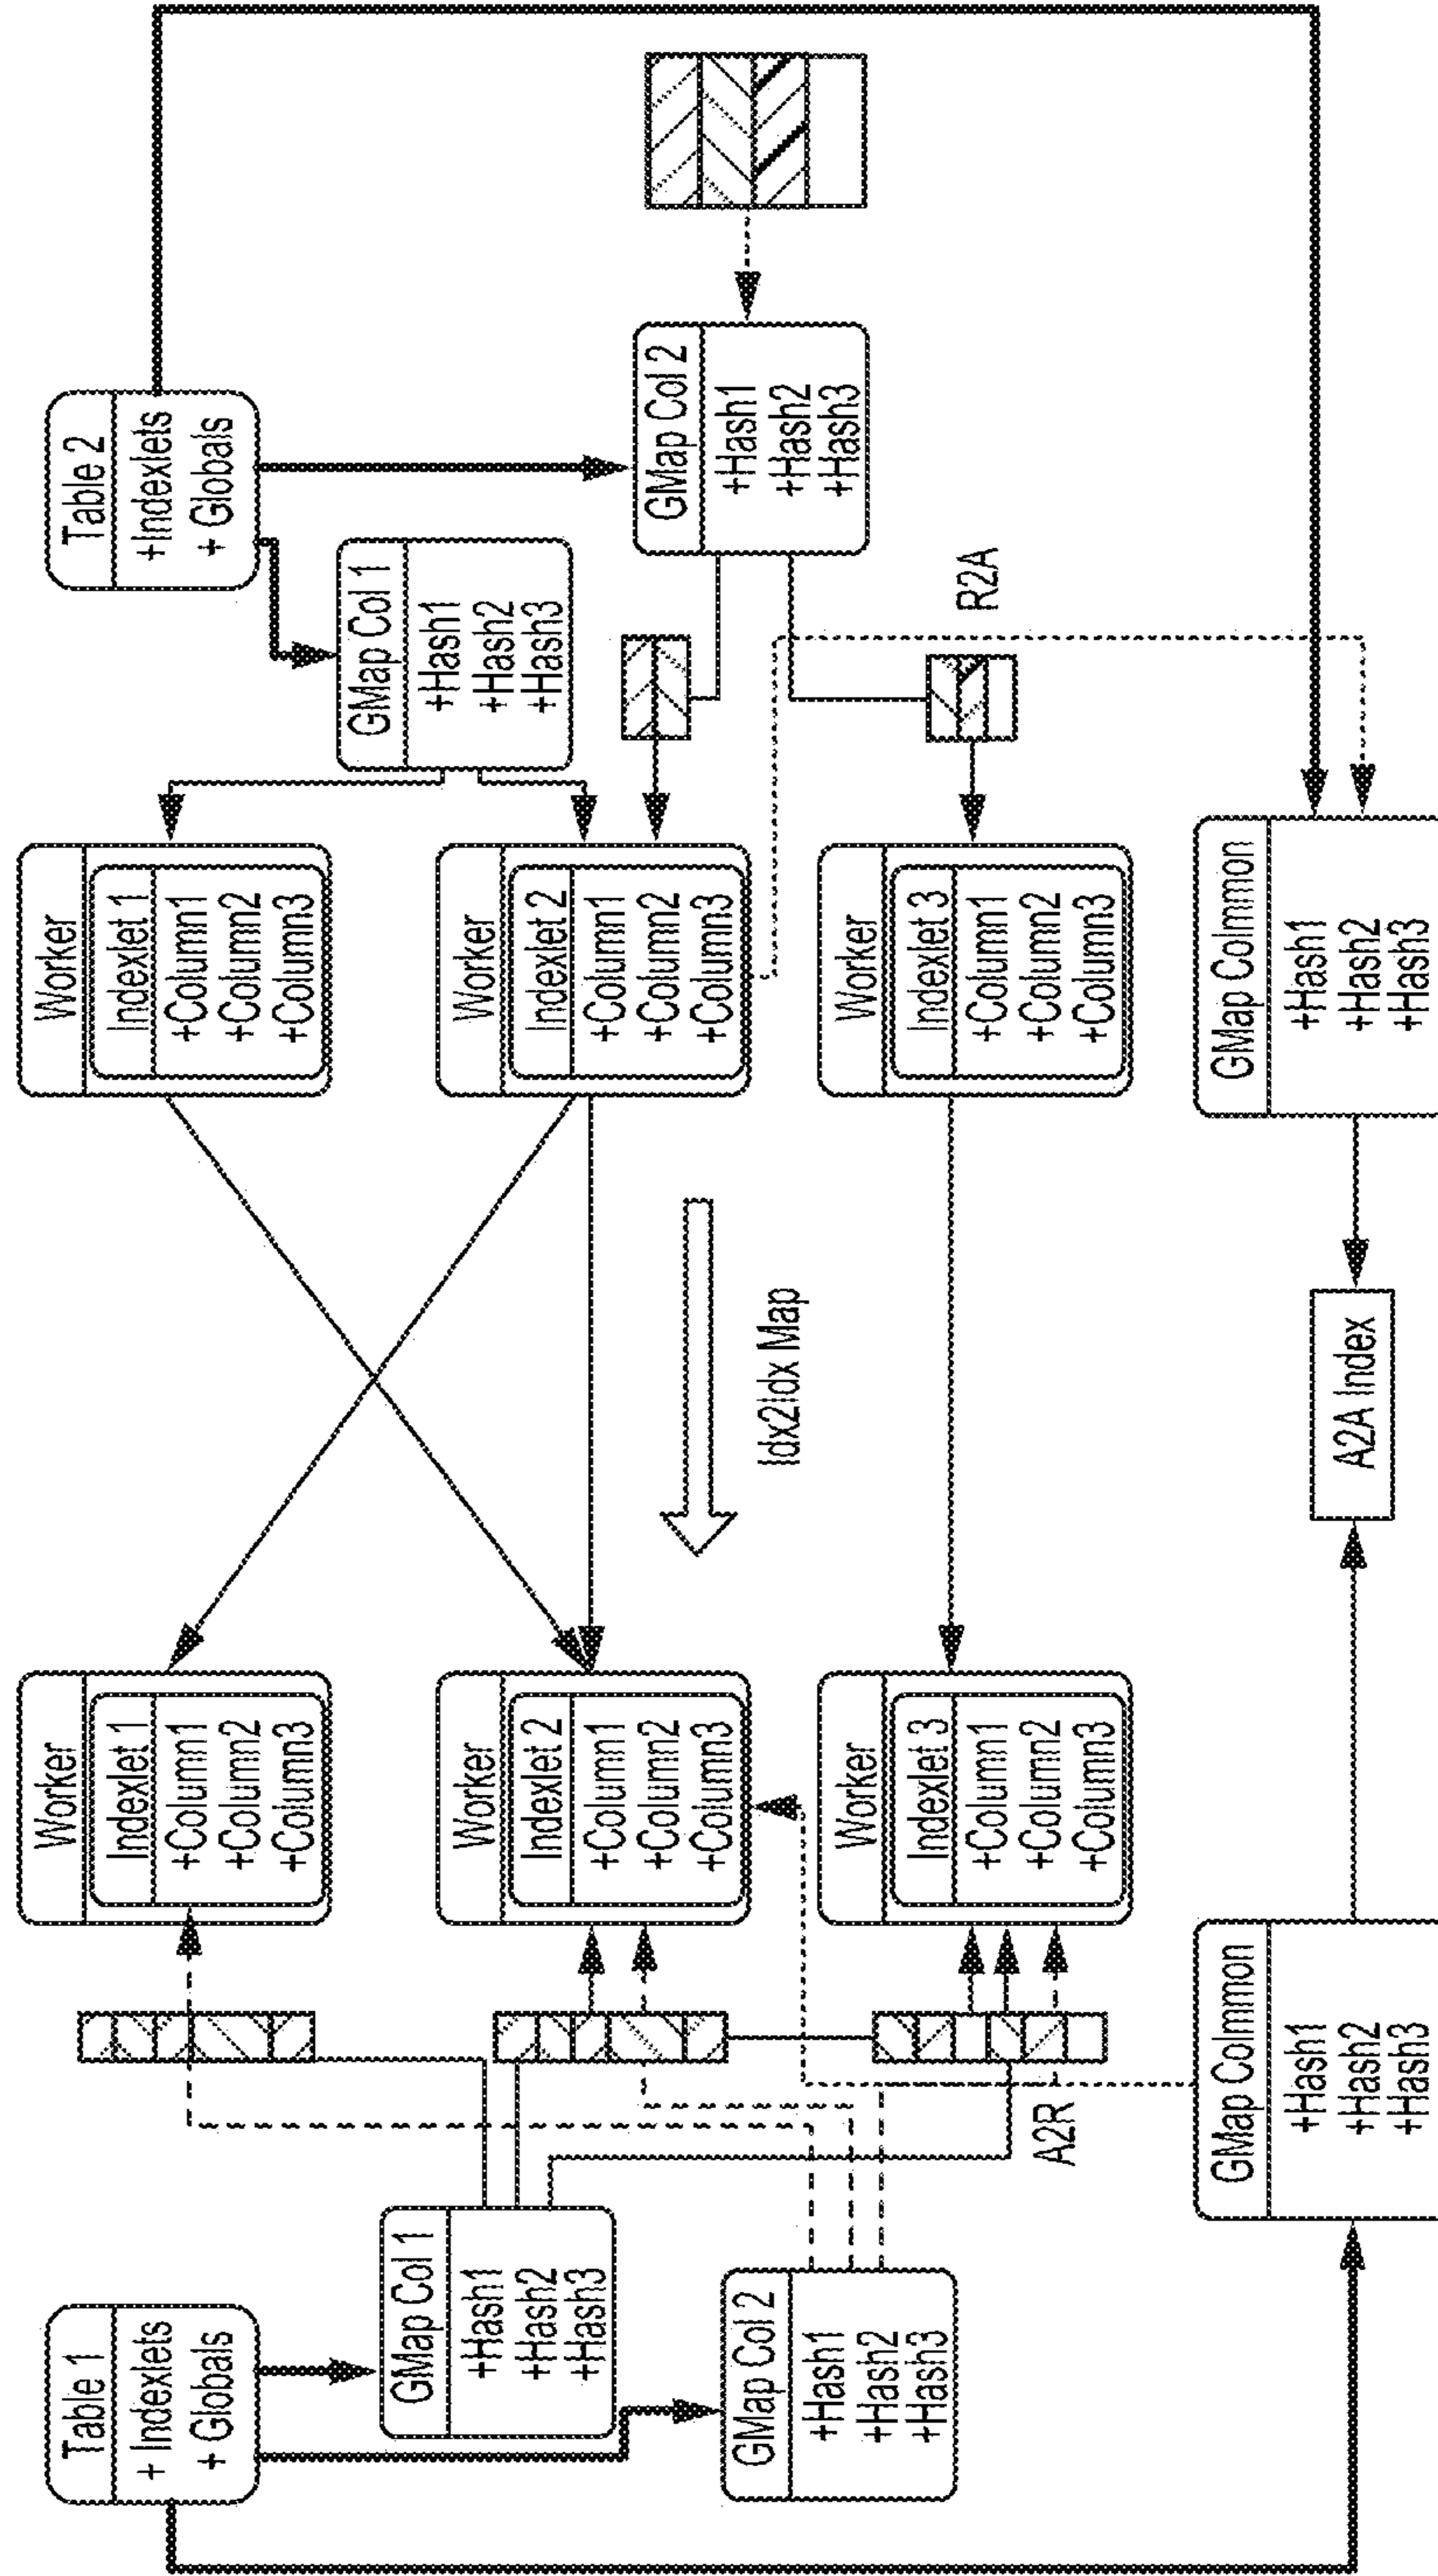 Table 1
+ Indexlets
+ Globals
GMap Col 1
+Hash1
+Hash2
+Hash3
GMap Col 2
+Hash1
+Hash2
+Hash3
A2R
GMap Colmmon
+Hash1
+Hash2
+Hash3
Worker
Indexlet 1
+Column1
+Column2
+Column3
Worker
Indexlet 2
+Column1
+Column2
+Column3
Worker
Indexlet 3
+Column1
+Column2
+Column3
Idx2Idx Map
A2A Index
Worker
Indexlet 1
+Column1
+Column2
+Column3
Worker
Indexlet 2
+Column1
+Column2
+Column3
Worker
Indexlet 3
+Column1
+Column2
+Column3
GMap Colmmon
+Hash1
+Hash2
+Hash3
Table 2
+Indexlets
+ Globals
GMap Col 1
+Hash1
+Hash2
+Hash3
GMap Col 2
+Hash1
+Hash2
+Hash3
R2A